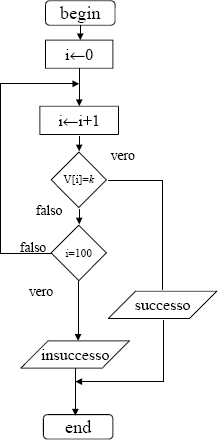 begin
i←0
i←i+1
vero
V[i]=k
falso
falso
i=100
vero
successo
insuccesso
end